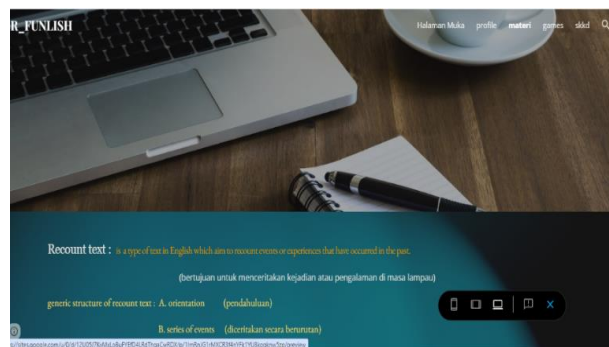 R_FUNLISH
Halaman Muka profile materi games skkd
Recount text : is a type of text in English which aims to recount events or experiences that have occurred in the past.
(bertujuan untuk menceritakan kejadian atau pengalaman di masa lampau)
generic structure of recount text : A. orientation (pendahuluan)
B. series of events (diceritakan secara berurutan)